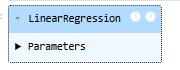 ▾ LinearRegression i ?
▶ Parameters